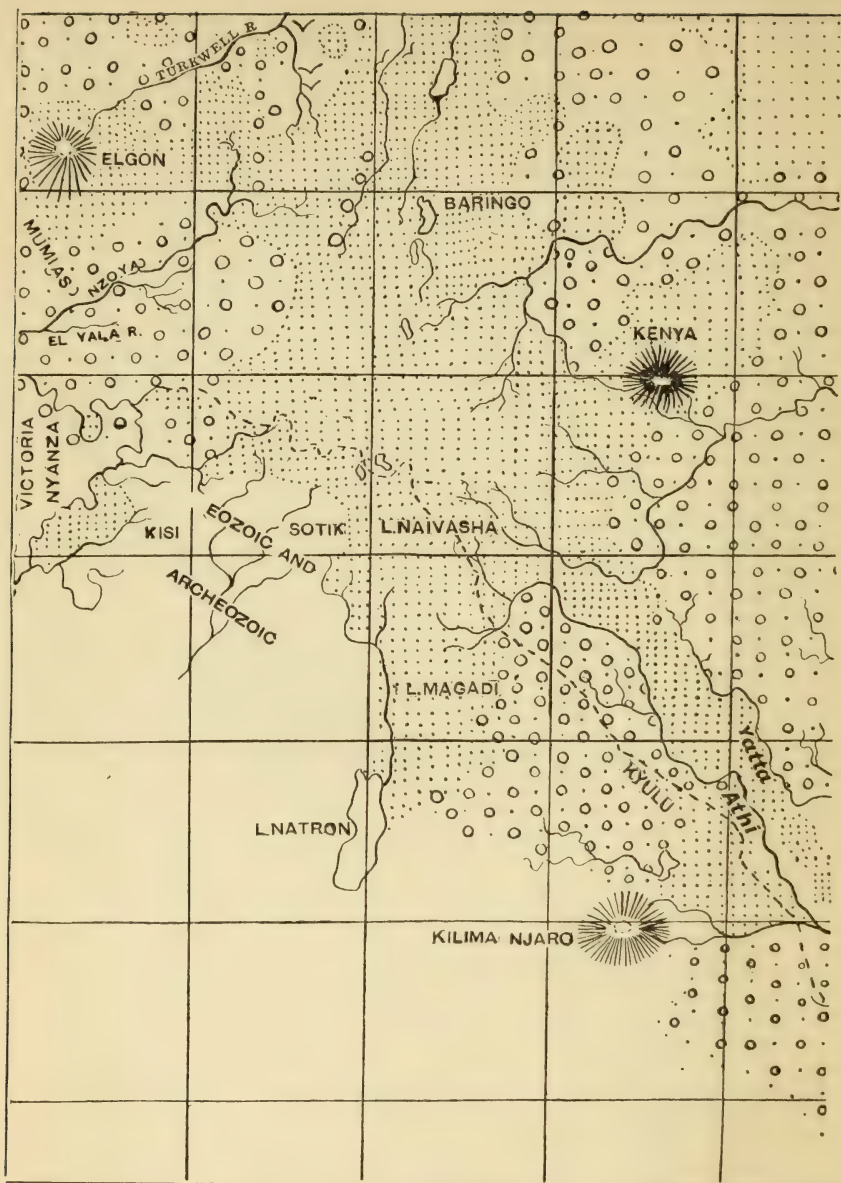 TURKWELL R
ELGON
BARINGO
MUMIAS
NZOYA
EL YALA R.
KENYA
VICTORIA
NYANZA
KISI
EOZOIC AND
ARCHEOZOIC
SOTIK
L.NAIVASHA
L.MAGADI
Yatta
Athi
KYULU
L.NATRON
KILIMA NJARO